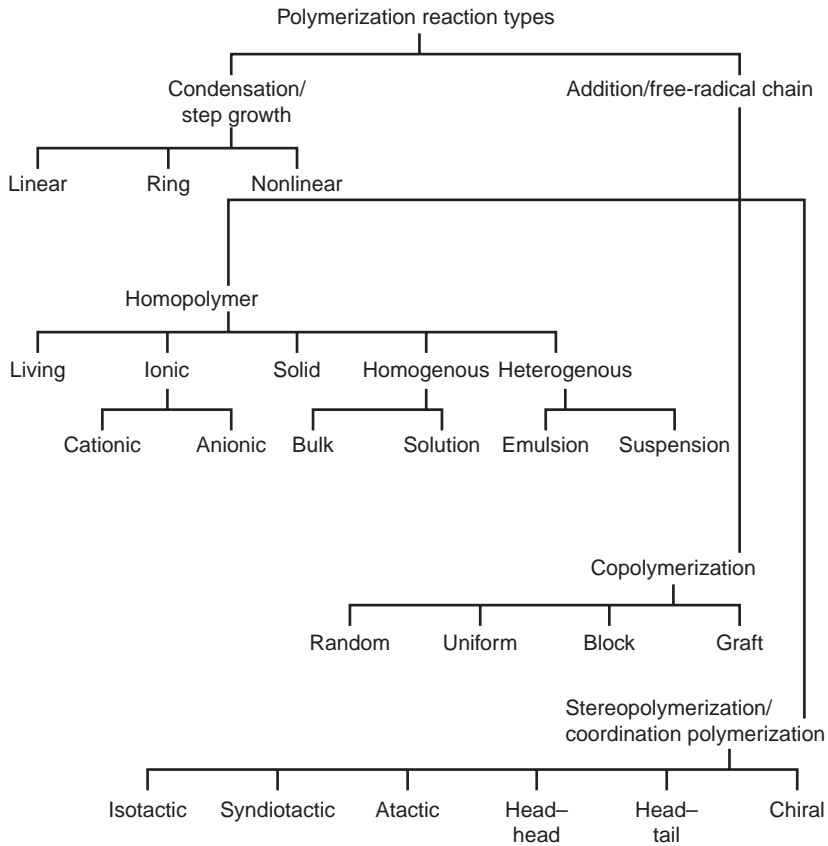 Polymerization reaction types
Condensation/
step growth
Addition/free-radical chain
Linear
Ring
Nonlinear
Homopolymer
Living
Ionic
Solid
Homogenous
Heterogenous
Cationic
Anionic
Bulk
Solution
Emulsion
Suspension
Copolymerization
Random
Uniform
Block
Graft
Stereopolymerization/
coordination polymerization
Isotactic
Syndiotactic
Atactic
Head–
head
Head–
tail
Chiral